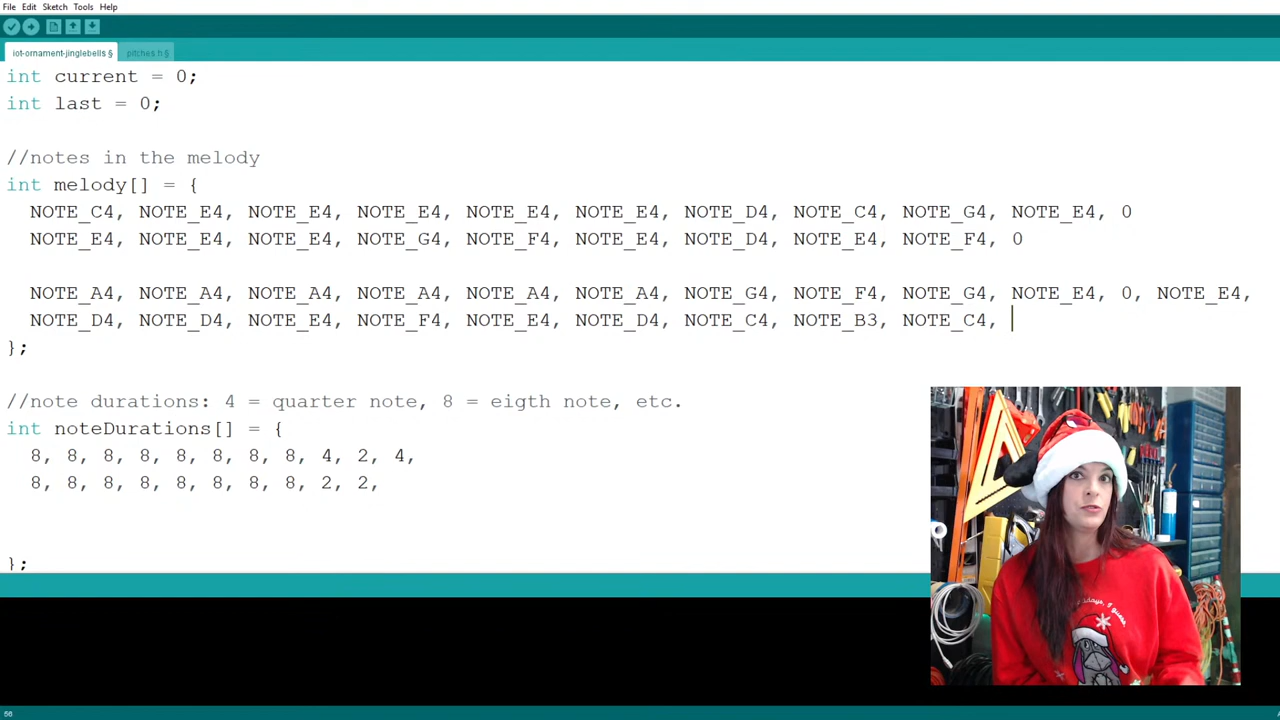 File Edit Sketch Tools Help
iot-ornament-jinglebells § pitches.h §
int current = 0;
int last = 0;
//notes in the melody
int melody[] = {
NOTE_C4, NOTE_E4, NOTE_E4, NOTE_E4, NOTE_E4, NOTE_E4, NOTE_D4, NOTE_C4, NOTE_G4, NOTE_E4, 0
NOTE_E4, NOTE_E4, NOTE_E4, NOTE_G4, NOTE_F4, NOTE_E4, NOTE_D4, NOTE_E4, NOTE_F4, 0
NOTE_A4, NOTE_A4, NOTE_A4, NOTE_A4, NOTE_A4, NOTE_A4, NOTE_G4, NOTE_F4, NOTE_G4, NOTE_E4, 0, NOTE_E4,
NOTE_D4, NOTE_D4, NOTE_E4, NOTE_F4, NOTE_E4, NOTE_D4, NOTE_C4, NOTE_B3, NOTE_C4,
};
//note durations: 4 = quarter note, 8 = eigth note, etc.
int noteDurations[] = {
8, 8, 8, 8, 8, 8, 8, 8, 4, 2, 4,
8, 8, 8, 8, 8, 8, 8, 8, 2, 2,
};
I guess.
56